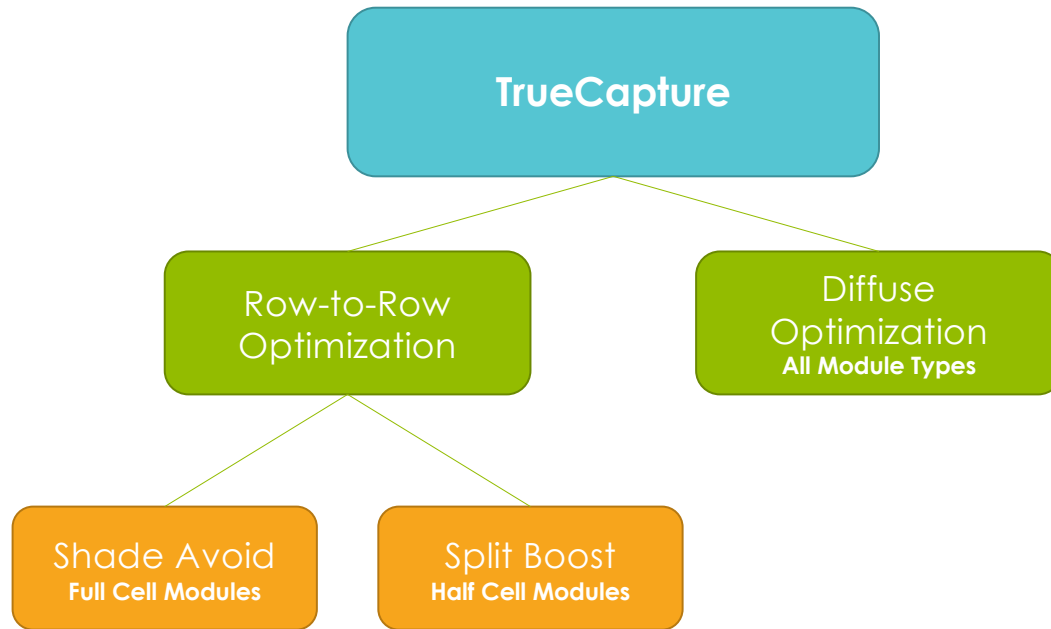 TrueCapture
Row-to-Row
Optimization
Diffuse
Optimization
All Module Types
Shade Avoid
Full Cell Modules
Split Boost
Half Cell Modules